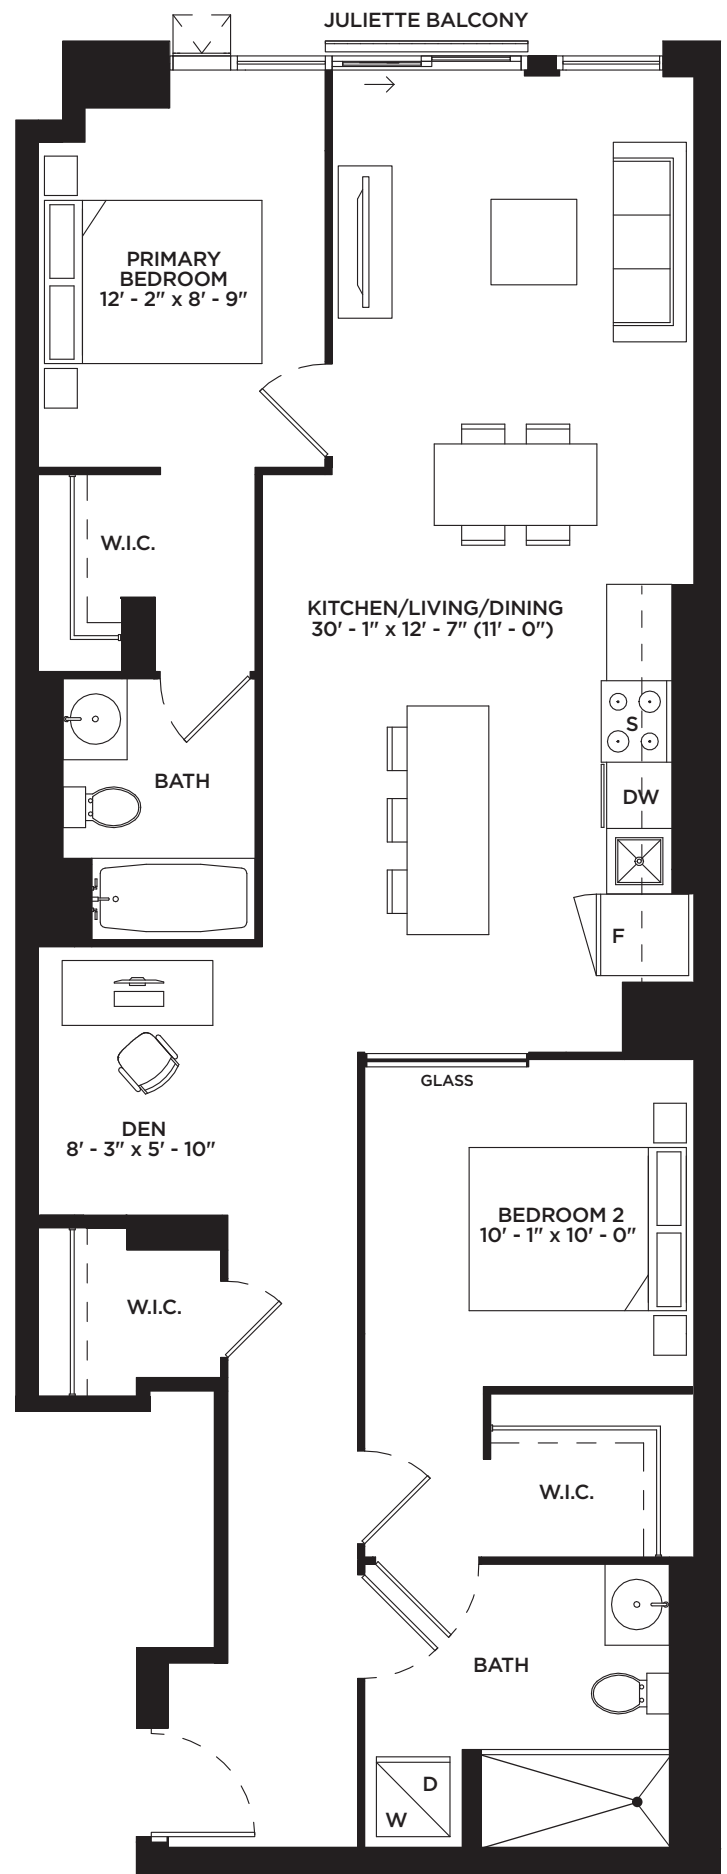 JULIETTE BALCONY
PRIMARY
BEDROOM
12' - 2" x 8' - 9"
W.I.C.
KITCHEN/LIVING/DINING
30' - 1" x 12' - 7" (11' - 0")
S
BATH
DW
F
GLASS
DEN
8' - 3" x 5' - 10"
BEDROOM 2
10' - 1" x 10' - 0"
W.I.C.
W.I.C.
BATH
D
W